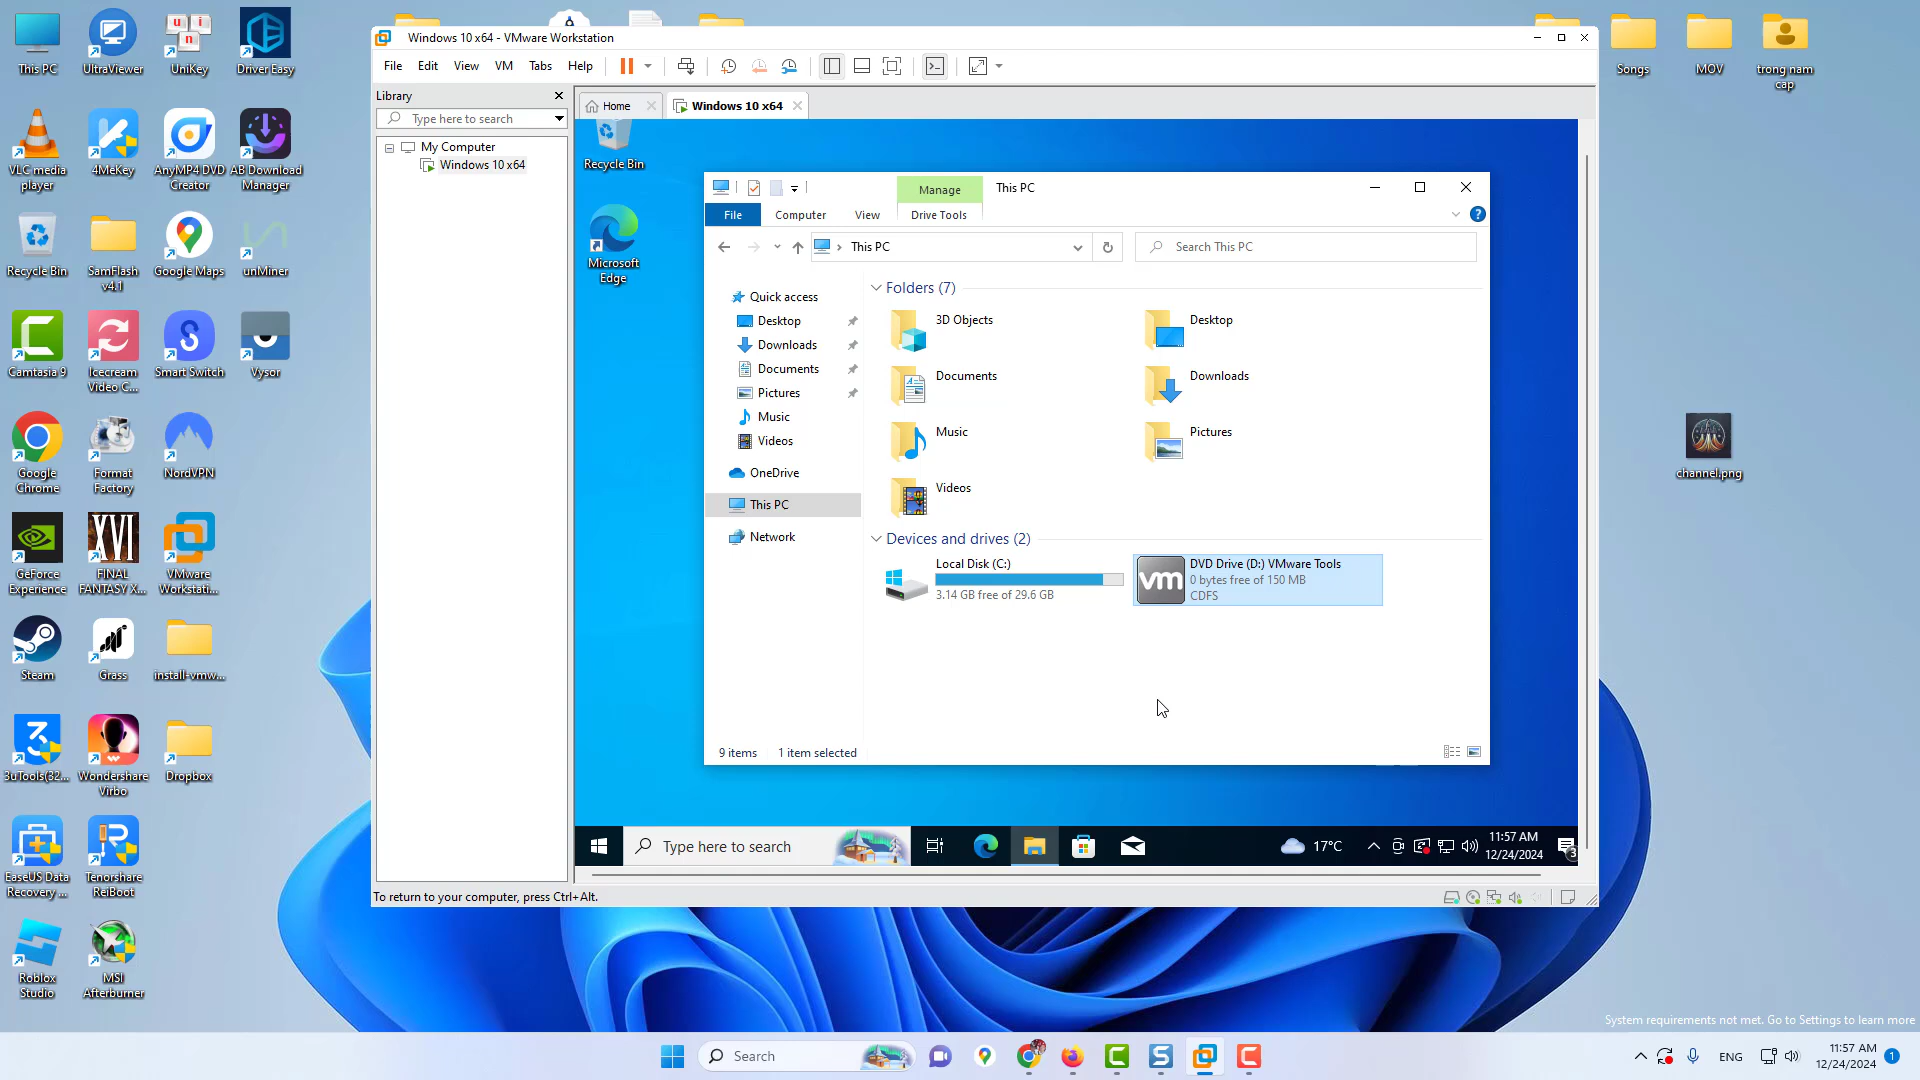 This PC
UltraViewer
UniKey
Driver Easy
VLC media
player
4MeKey
AnyMP4 DVD
Creator
AB Download
Manager
Recycle Bin
SamFlash
v4.1
Google Maps
unMiner
Camtasia 9
Icecream
Video C...
Smart Switch
Vysor
Google
Chrome
Format
Factory
NordVPN
GeForce
Experience
XVI
FINAL
FANTASY X...
VMware
Workstati...
Steam
Grass
install-vmw...
3uTools(32...
Wondershare
Virbo
Dropbox
EaseUS Data
Recovery ...
Tenorshare
ReiBoot
Roblox
Studio
MSI
Afterburner
Windows 10 x64 - VMware Workstation
File
Edit
View
VM
Tabs
Help
Library
Type here to search
My Computer
Windows 10 x64
Home
Windows 10 x64
Recycle Bin
Microsoft
Edge
Manage
This PC
File
Computer
View
Drive Tools
This PC
Search This PC
Quick access
Desktop
Downloads
Documents
Pictures
Music
Videos
OneDrive
This PC
Network
Folders (7)
3D Objects
Desktop
Documents
Downloads
Music
Pictures
Videos
Devices and drives (2)
Local Disk (C:)
3.14 GB free of 29.6 GB
vm
DVD Drive (D:) VMware Tools
0 bytes free of 150 MB
CDFS
9 items
1 item selected
Type here to search
17°C
11:57 AM
12/24/2024
3
To return to your computer, press Ctrl+Alt.
Songs
MOV
trong nam
cap
channel.png
System requirements not met. Go to Settings to learn more
Search
ENG
11:57 AM
12/24/2024
1